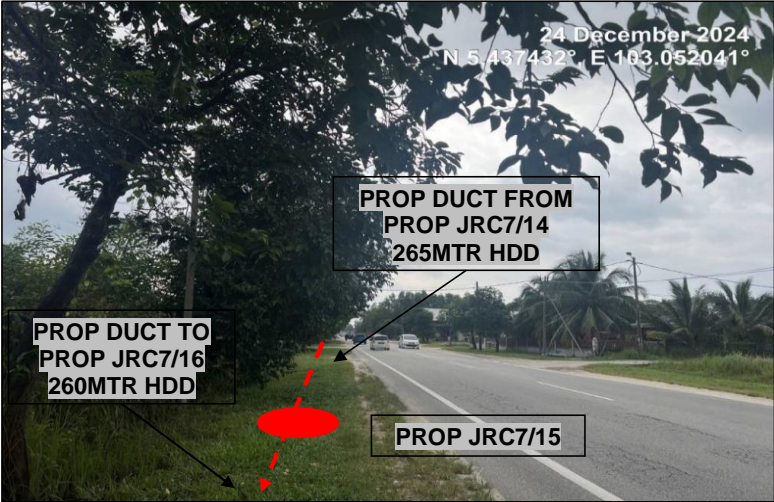 24 December 2024
N 5.437432°, E 103.052041°
PROP DUCT FROM
PROP JRC7/14
265MTR HDD
PROP DUCT TO
PROP JRC7/16
260MTR HDD
PROP JRC7/15